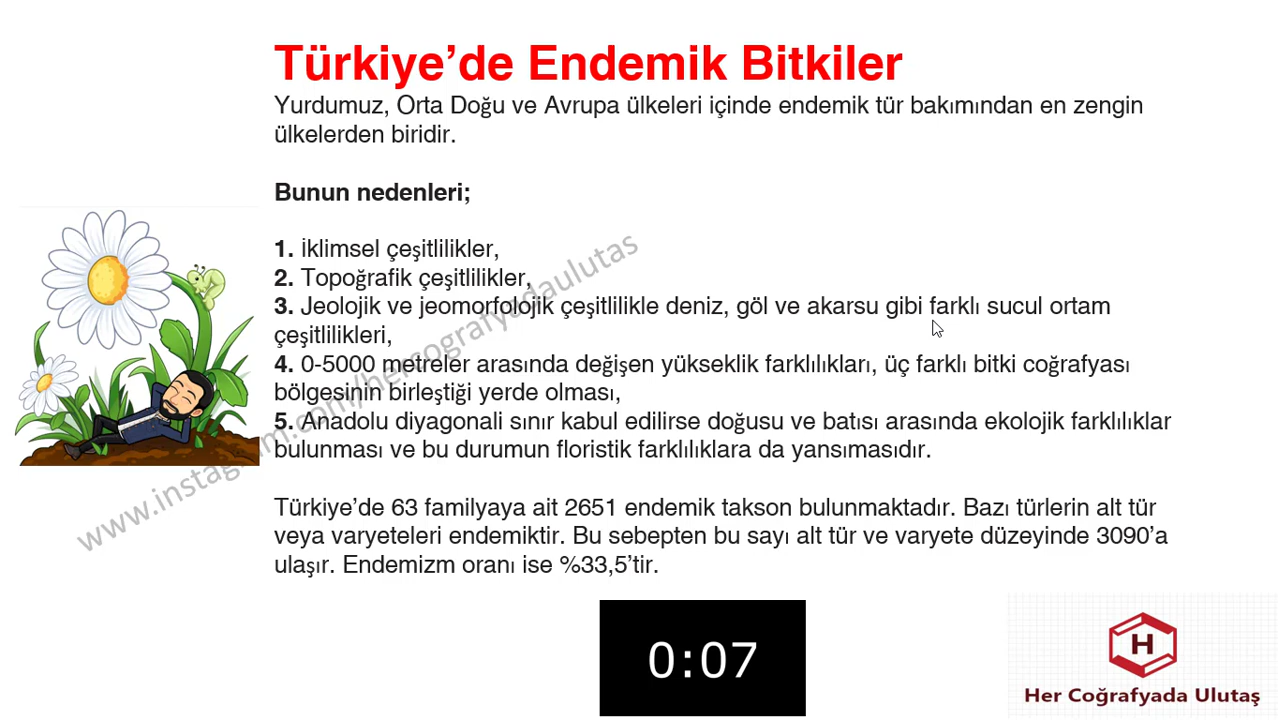 Türkiye’de Endemik Bitkiler
Yurdumuz, Orta Doğu ve Avrupa ülkeleri içinde endemik tür bakımından en zengin
ülkelerden biridir.
Bunun nedenleri;
1. İklimsel çeşitlilikler,
2. Topoğrafik çeşitlilikler,
3. Jeolojik ve jeomorfolojik çeşitlilikle deniz, göl ve akarsu gibi farklı sucul ortam
çeşitlilikleri,
4. 0-5000 metreler arasında değişen yükseklik farklılıkları, üç farklı bitki coğrafyası
bölgesinin birleştiği yerde olması,
5. Anadolu diyagonali sınır kabul edilirse doğusu ve batısı arasında ekolojik farklılıklar
bulunması ve bu durumun floristik farklılıklara da yansımasıdır.
Türkiye’de 63 familyaya ait 2651 endemik takson bulunmaktadır. Bazı türlerin alt tür
veya varyeteleri endemiktir. Bu sebepten bu sayı alt tür ve varyete düzeyinde 3090’a
ulaşır. Endemizm oranı ise %33,5’tir.
www.instagram.com/hercografyadaulutas
0:07
H
Her Coğrafyada Ulutaş